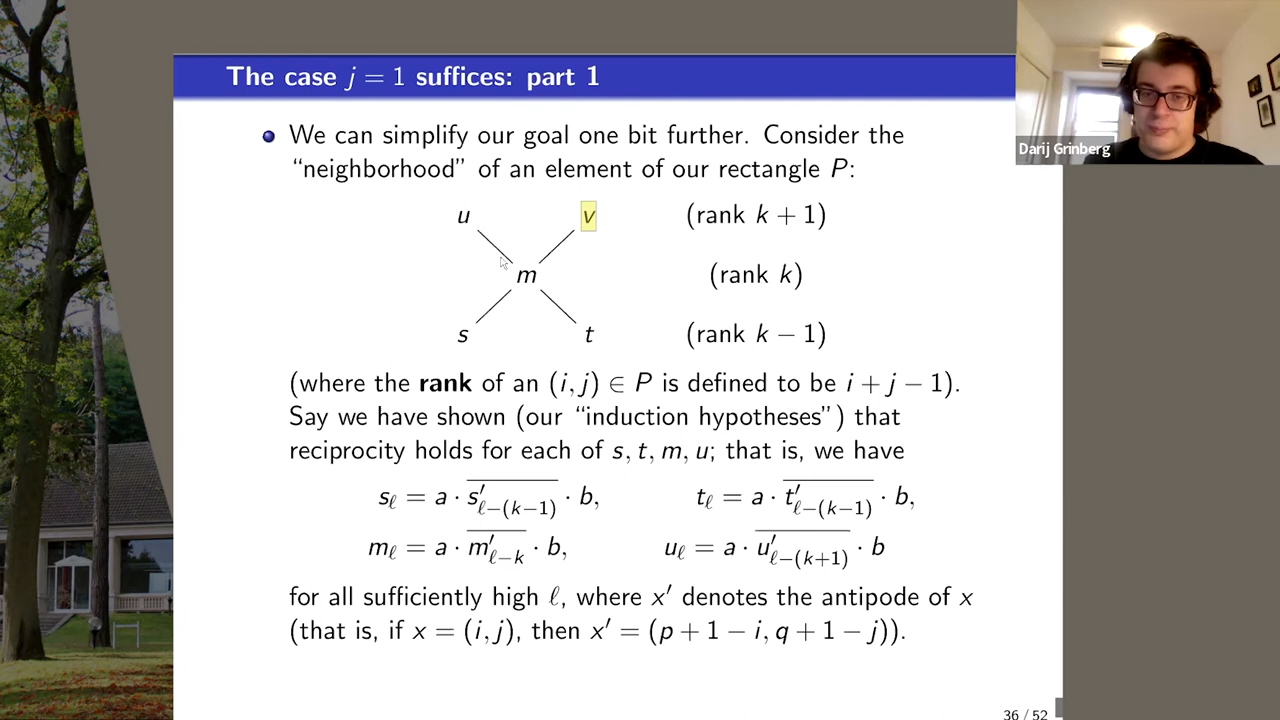 The case j = 1 suffices: part 1
Darij Grinberg
We can simplify our goal one bit further. Consider the
“neighborhood” of an element of our rectangle P:
u v (rank k + 1)
m (rank k)
s t (rank k − 1)
(where the rank of an (i, j) ∈ P is defined to be i + j − 1).
Say we have shown (our “induction hypotheses”) that
reciprocity holds for each of s, t, m, u; that is, we have
s_ℓ = a · \overline{s′_{ℓ−(k−1)}} · b, t_ℓ = a · \overline{t′_{ℓ−(k−1)}} · b,
m_ℓ = a · \overline{m′_{ℓ−k}} · b, u_ℓ = a · \overline{u′_{ℓ−(k+1)}} · b
for all sufficiently high ℓ, where x′ denotes the antipode of x
(that is, if x = (i, j), then x′ = (p + 1 − i, q + 1 − j)).
36 / 52